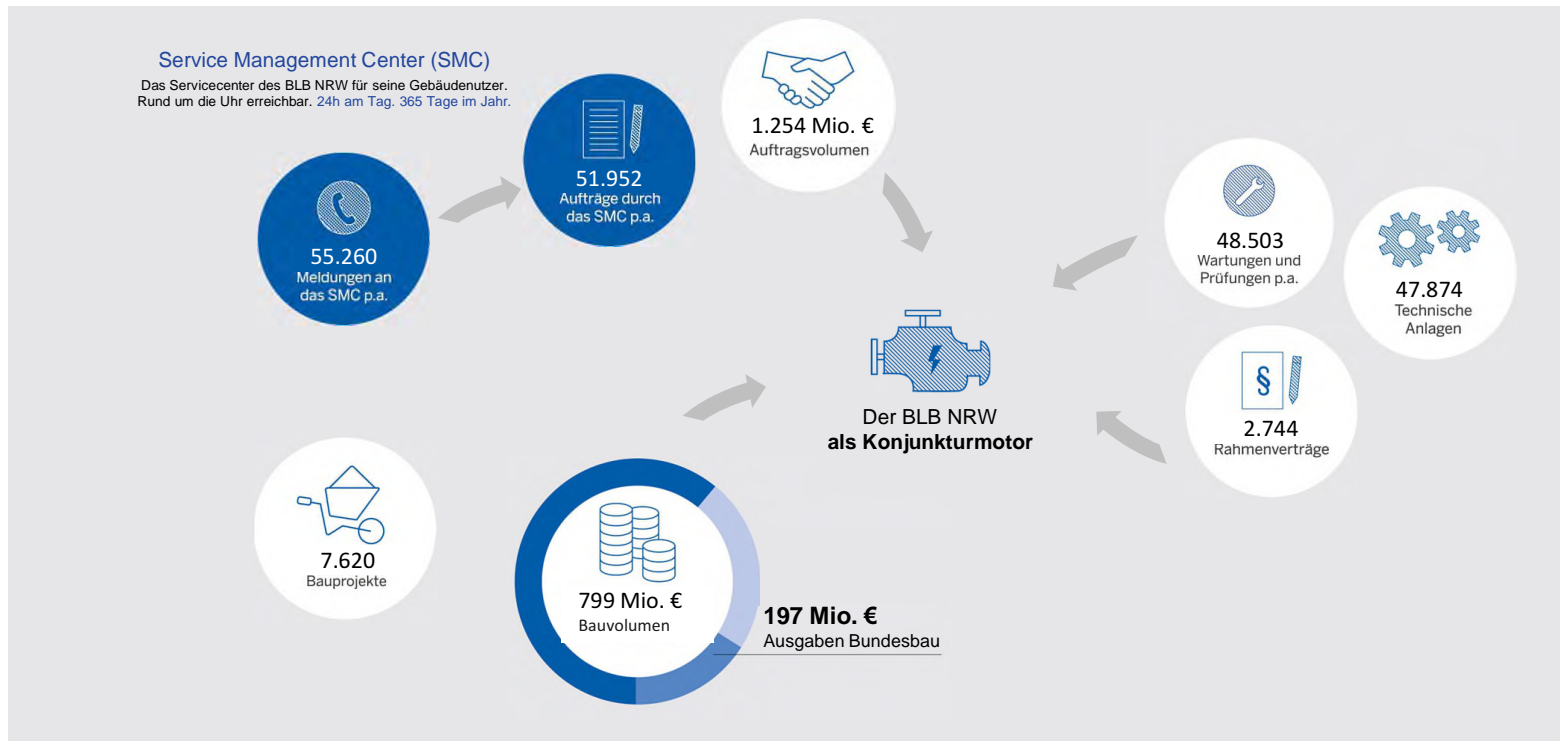 Service Management Center (SMC)
Das Servicecenter des BLB NRW für seine Gebäudenutzer.
Rund um die Uhr erreichbar. 24h am Tag. 365 Tage im Jahr.
55.260
Meldungen an
das SMC p.a.
51.952
Aufträge durch
das SMC p.a.
1.254 Mio. €
Auftragsvolumen
48.503
Wartungen und
Prüfungen p.a.
47.874
Technische
Anlagen
§
2.744
Rahmenverträge
Der BLB NRW
als Konjunkturmotor
7.620
Bauprojekte
799 Mio. €
Bauvolumen
197 Mio. €
Ausgaben Bundesbau